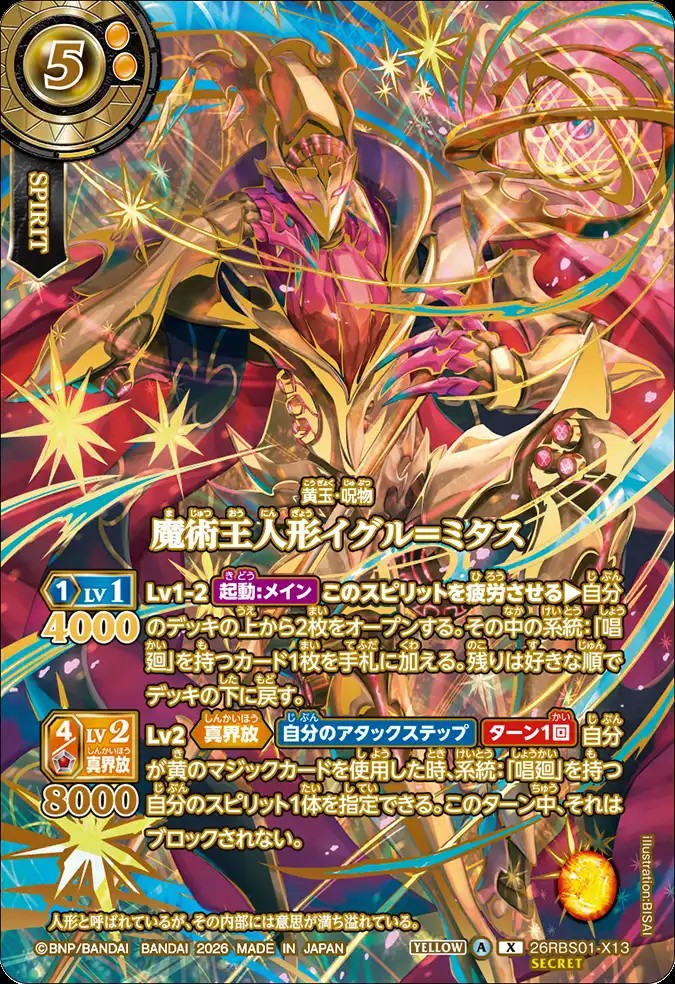 5
SPIRIT
黄玉・呪物
魔術王人形イグル=ミタス
1 LV1
4000
Lv1-2 起動:メイン このスピリットを疲労させる▶自分
のデッキの上から2枚をオープンする。その中の系統:「唱
廻」を持つカード1枚を手札に加える。残りは好きな順で
デッキの下に戻す。
4 LV2
真界放
8000
Lv2 真界放 自分のアタックステップ ターン1回 自分
が黄のマジックカードを使用した時、系統:「唱廻」を持つ
自分のスピリット1体を指定できる。このターン中、それは
ブロックされない。
illustration:BISAI
人形と呼ばれているが、その内部には意思が満ち溢れている。
©BNP/BANDAI BANDAI 2026 MADE IN JAPAN YELLOW A X 26RBS01-X13
SECRET